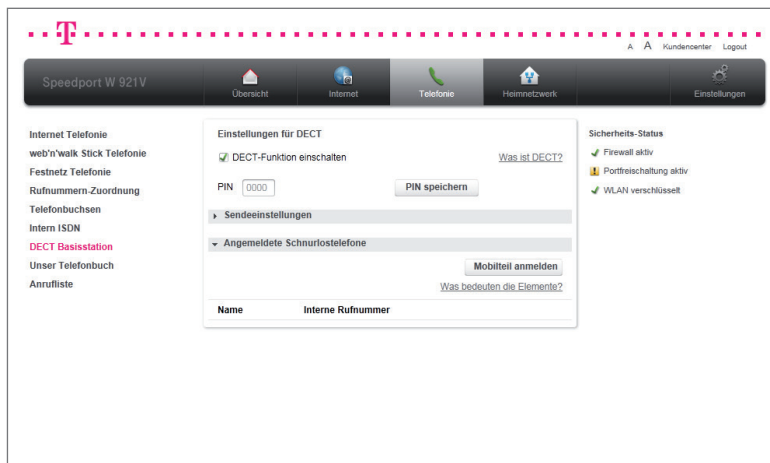 T
A A Kundencenter Logout
Speedport W 921V
Übersicht Internet Telefonie Heimnetzwerk Einstellungen
Internet Telefonie
web'n'walk Stick Telefonie
Festnetz Telefonie
Rufnummern-Zuordnung
Telefonbuchsen
Intern ISDN
DECT Basisstation
Unser Telefonbuch
Anrufliste
Einstellungen für DECT
DECT-Funktion einschalten Was ist DECT?
PIN 0000 PIN speichern
Sendeeinstellungen
Angemeldete Schnurlostelefone
Mobilteil anmelden
Was bedeuten die Elemente?
Name Interne Rufnummer
Sicherheits-Status
Firewall aktiv
Portfreischaltung aktiv
WLAN verschlüsselt